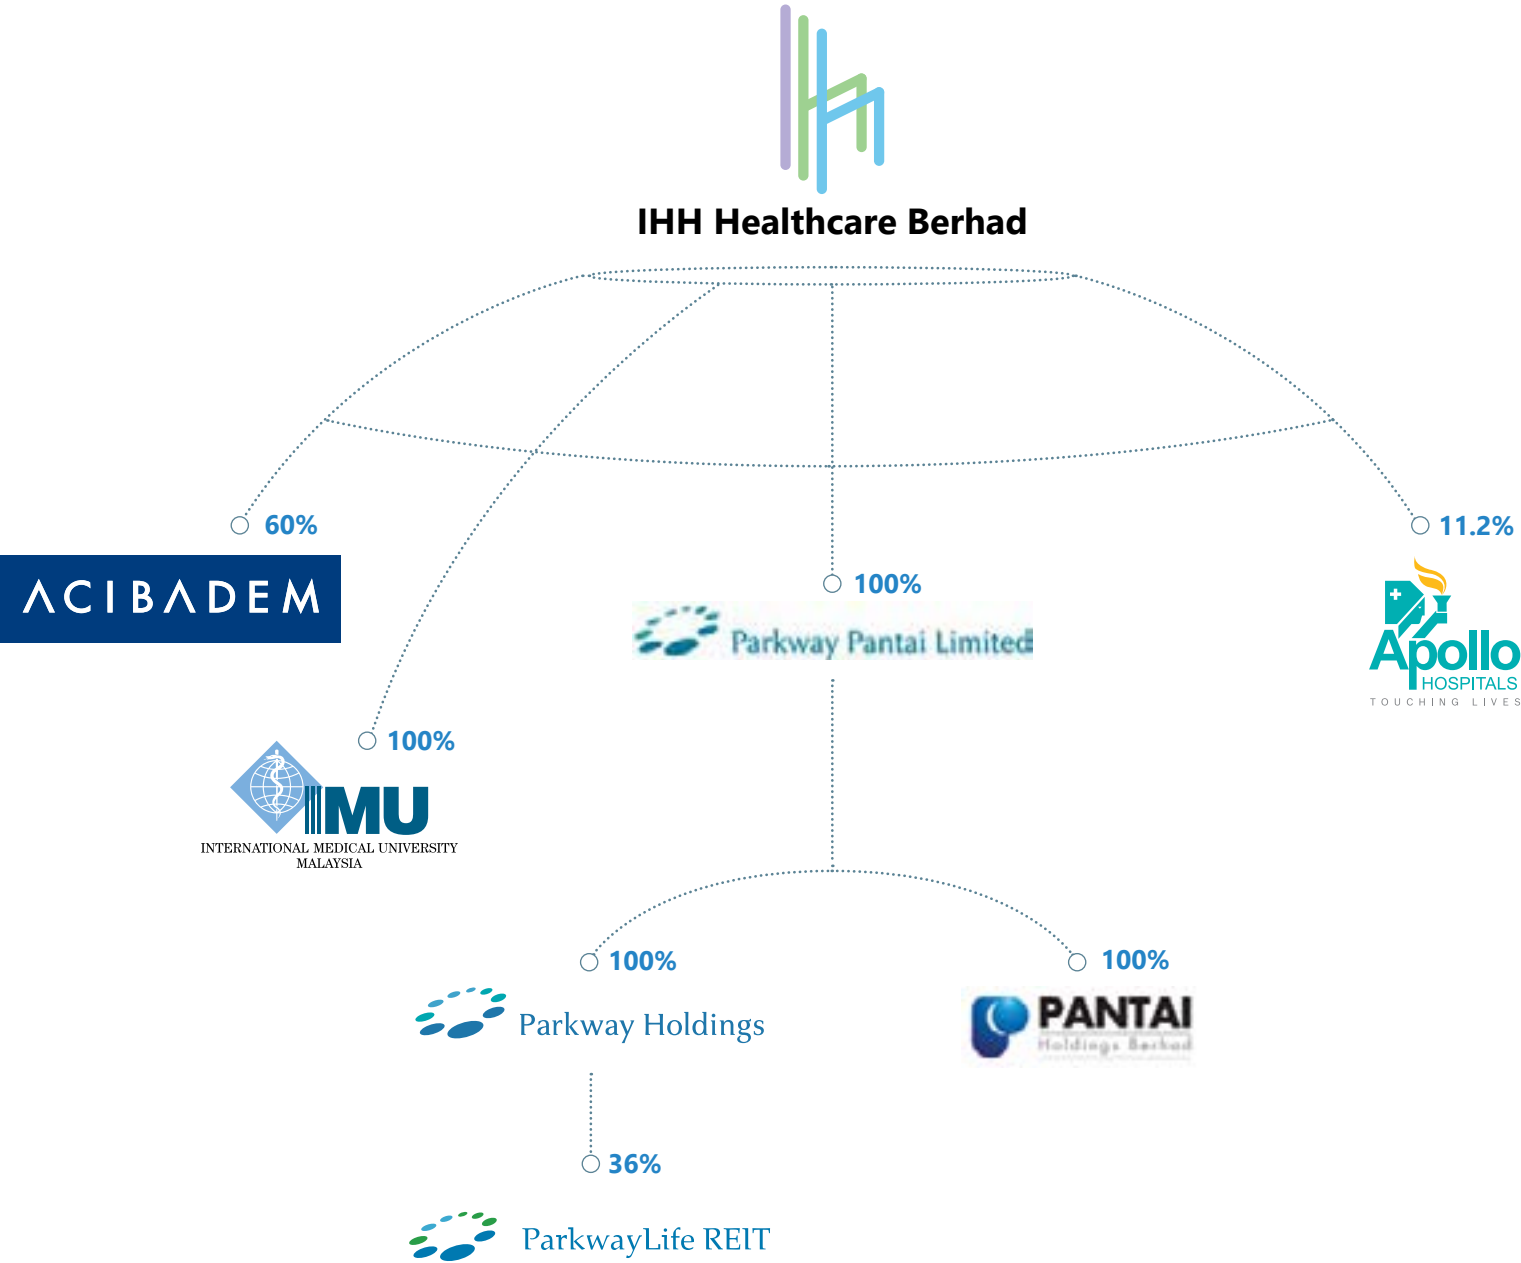 IHH Healthcare Berhad
60%
ACIBADEM
11.2%
Apollo
HOSPITALS
TOUCHING LIVES
100%
Parkway Pantai Limited
100%
IMU
INTERNATIONAL MEDICAL UNIVERSITY
MALAYSIA
100%
Parkway Holdings
100%
PANTAI
Holdings Berhad
36%
ParkwayLife REIT